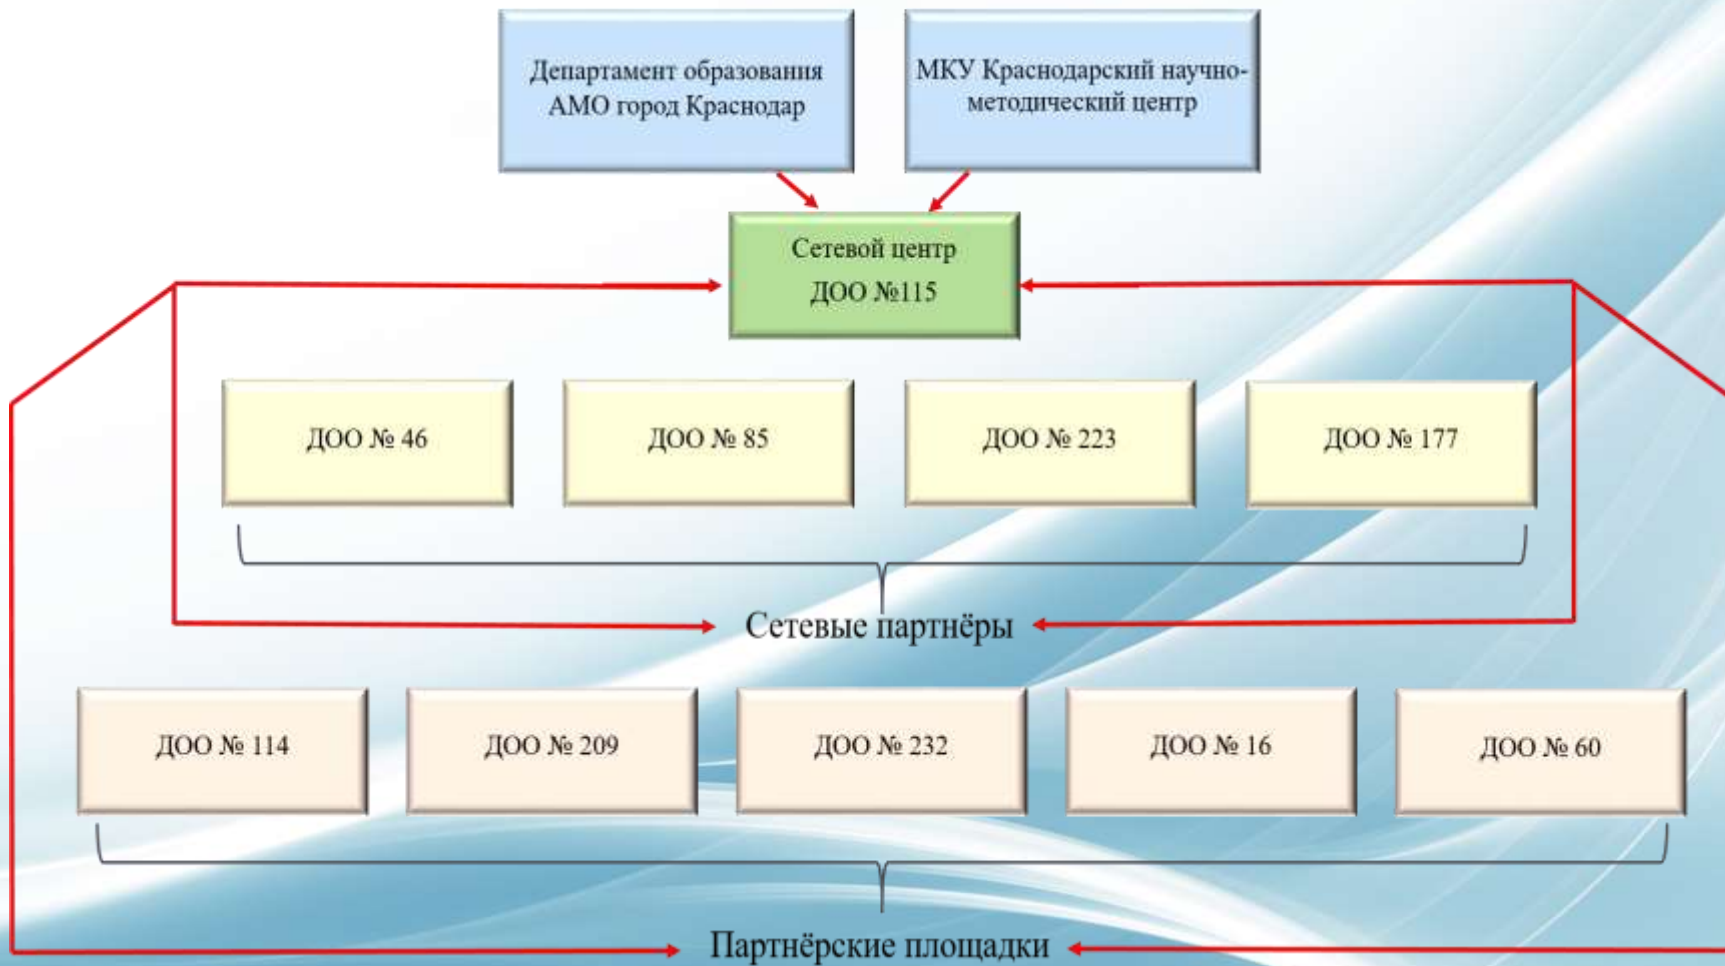 Департамент образования
АМО город Краснодар
МКУ Краснодарский научно-
методический центр
Сетевой центр
ДОО №115
ДОО № 46
ДОО № 85
ДОО № 223
ДОО № 177
Сетевые партнёры
ДОО № 114
ДОО № 209
ДОО № 232
ДОО № 16
ДОО № 60
Партнёрские площадки